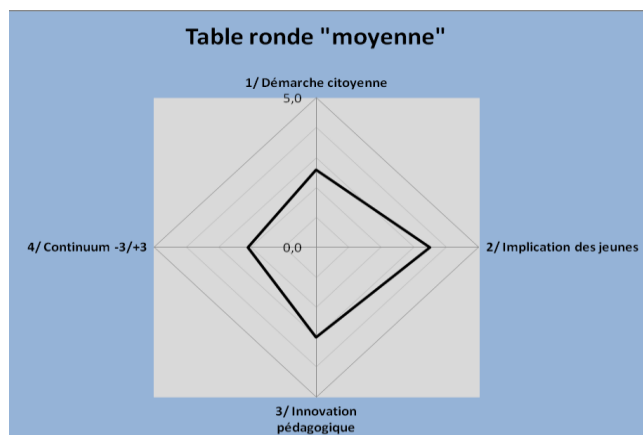 Table ronde "moyenne"
1/ Démarche citoyenne
5,0
4/ Continuum -3/+3
0,0
2/ Implication des jeunes
3/ Innovation
pédagogique